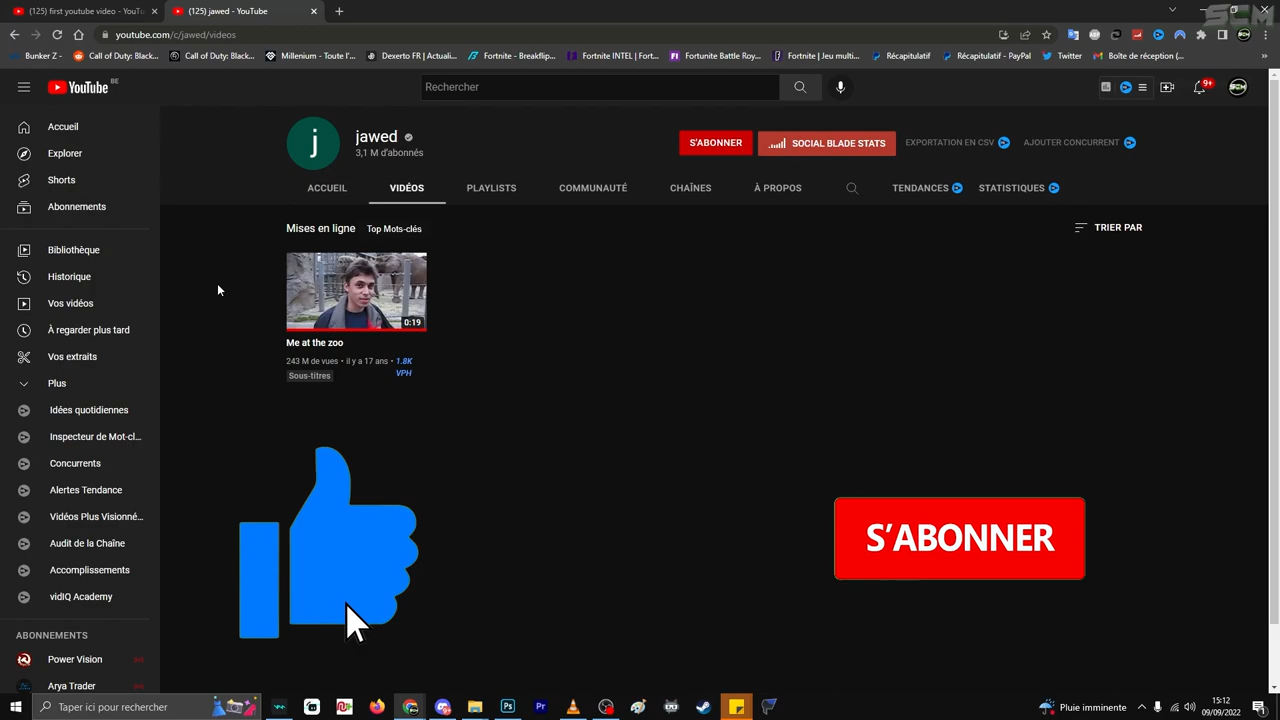 (125) first youtube video - YouTu
(125) jawed - YouTube
SCM
youtube.com/c/jawed/videos
Bunker Z -
Call of Duty: Black...
Call of Duty: Black...
Millenium - Toute l'...
Dexerto FR | Actuali...
Fortnite - Breakflip...
Fortnite INTEL | Fort...
Fortunite Battle Roy...
Fortnite | Jeu multi...
Récapitulatif
Récapitulatif - PayPal
Twitter
Boîte de réception (...
YouTube BE
Rechercher
9+
Accueil
Explorer
Shorts
Abonnements
Bibliothèque
Historique
Vos vidéos
À regarder plus tard
Vos extraits
Plus
Idées quotidiennes
Inspecteur de Mot-cl...
Concurrents
Alertes Tendance
Vidéos Plus Visionné...
Audit de la Chaîne
Accomplissements
vidIQ Academy
ABONNEMENTS
Power Vision
Arya Trader
j
jawed
3,1 M d'abonnés
S'ABONNER
SOCIAL BLADE STATS
EXPORTATION EN CSV
AJOUTER CONCURRENT
ACCUEIL
VIDÉOS
PLAYLISTS
COMMUNAUTÉ
CHAÎNES
À PROPOS
TENDANCES
STATISTIQUES
Mises en ligne
Top Mots-clés
TRIER PAR
0:19
Me at the zoo
243 M de vues • il y a 17 ans • 1.8K
VPH
Sous-titres
S'ABONNER
Taper ici pour rechercher
Ps
Pr
Pluie imminente
15:12
09/09/2022